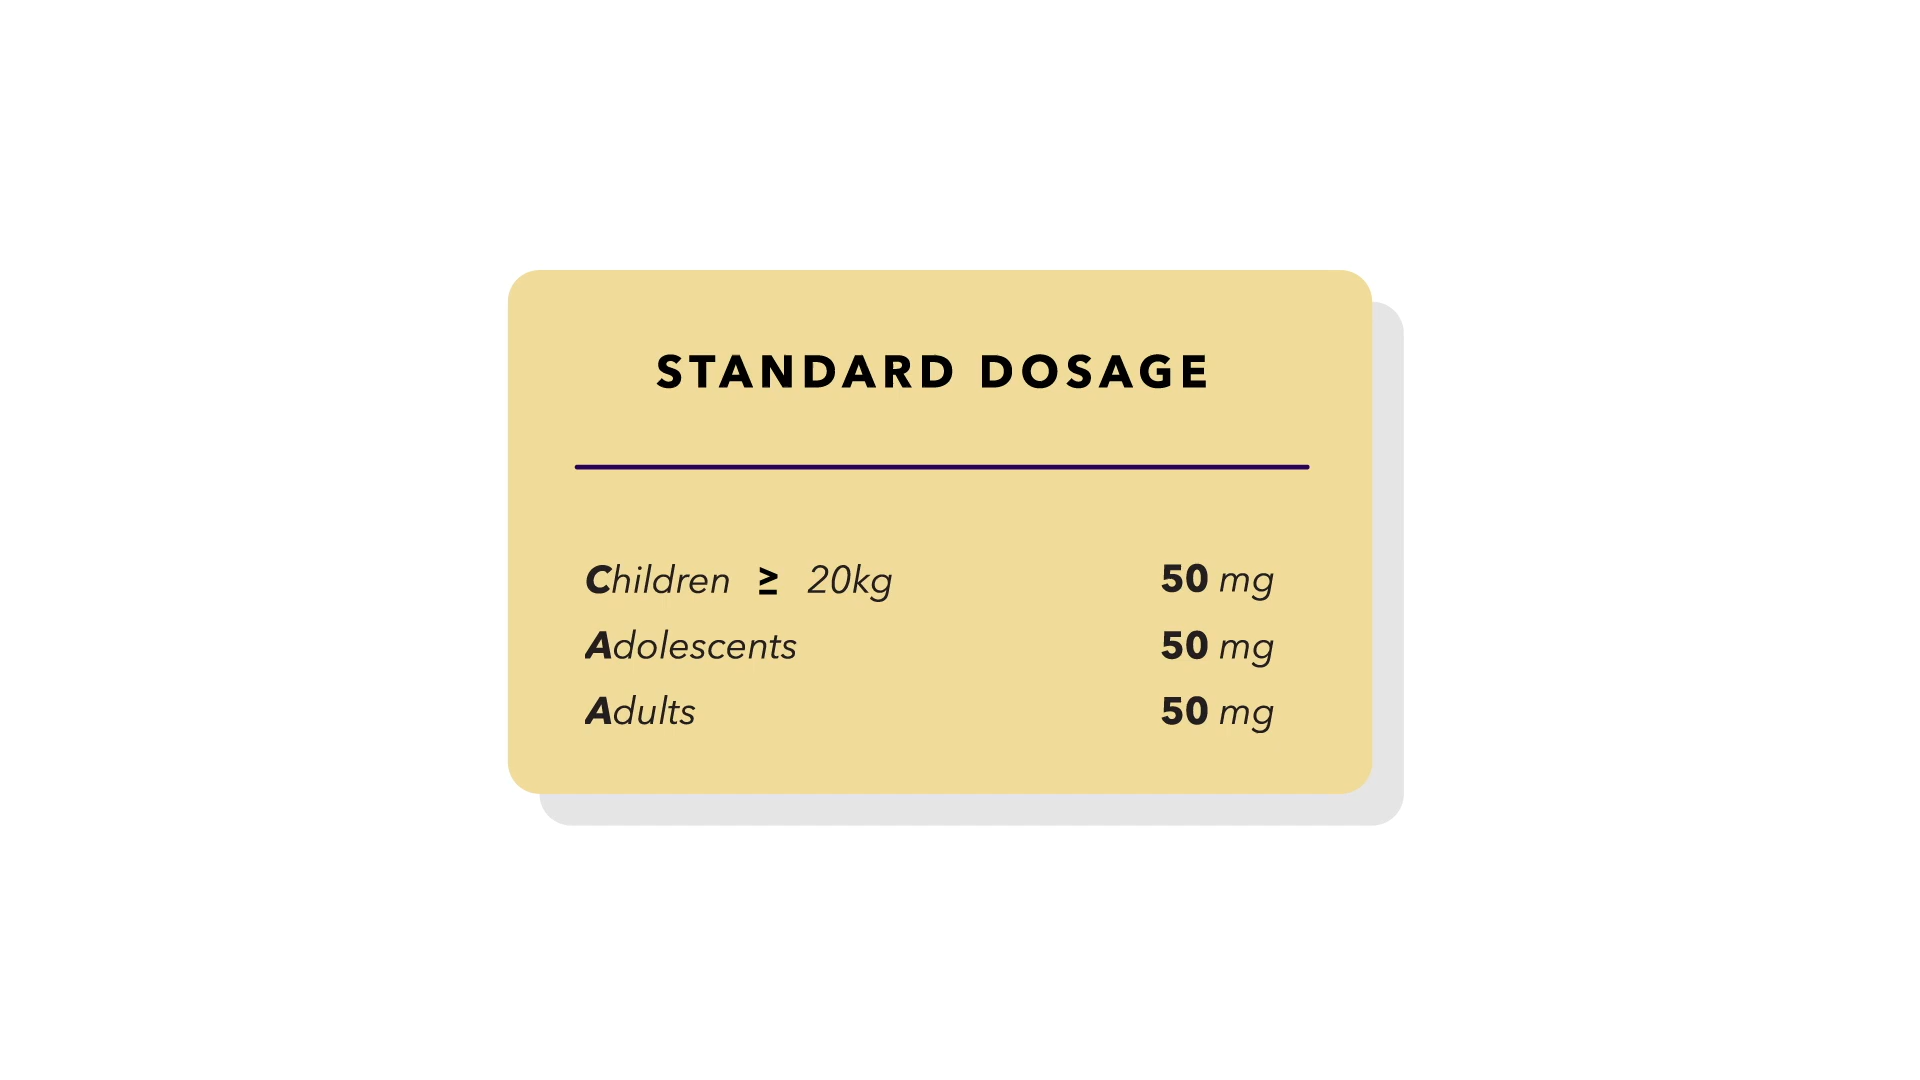 STANDARD DOSAGE
Children ≥ 20kg 50 mg
Adolescents 50 mg
Adults 50 mg